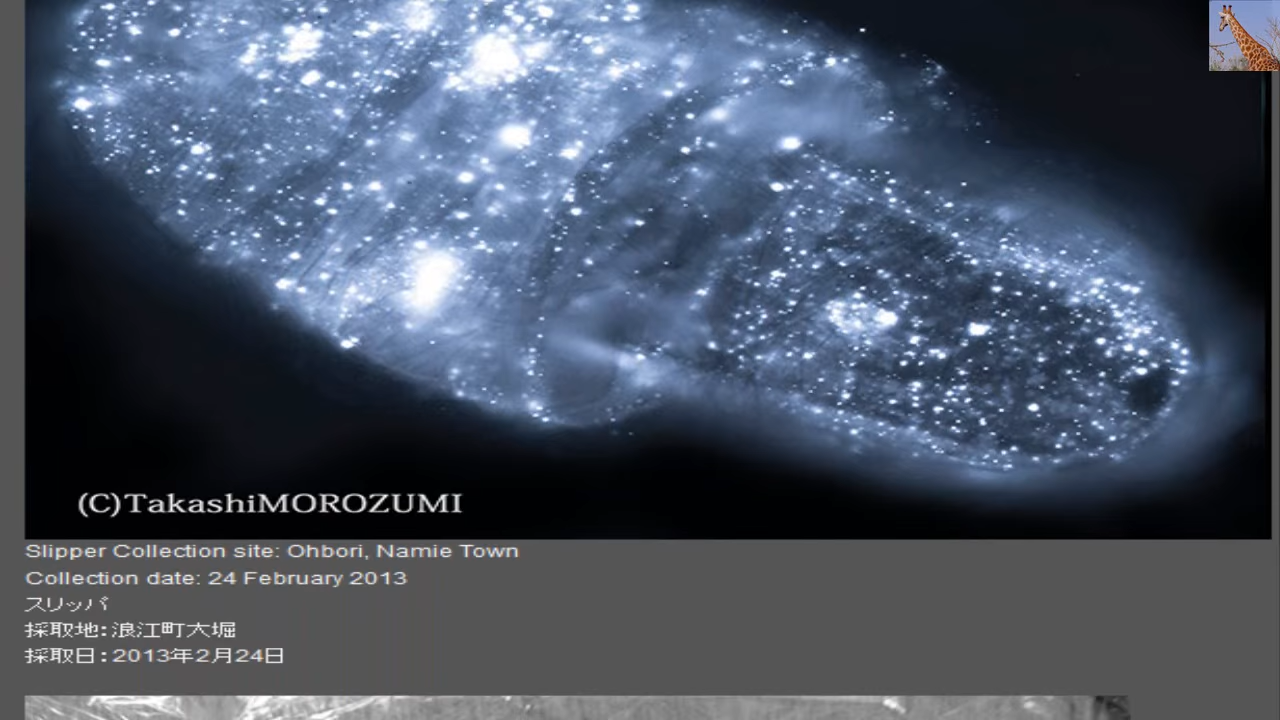 (C)TakashiMOROZUMI
Slipper Collection site: Ohbori, Namie Town
Collection date: 24 February 2013
スリッパ
採取地:浪江町大堀
採取日:2013年2月24日